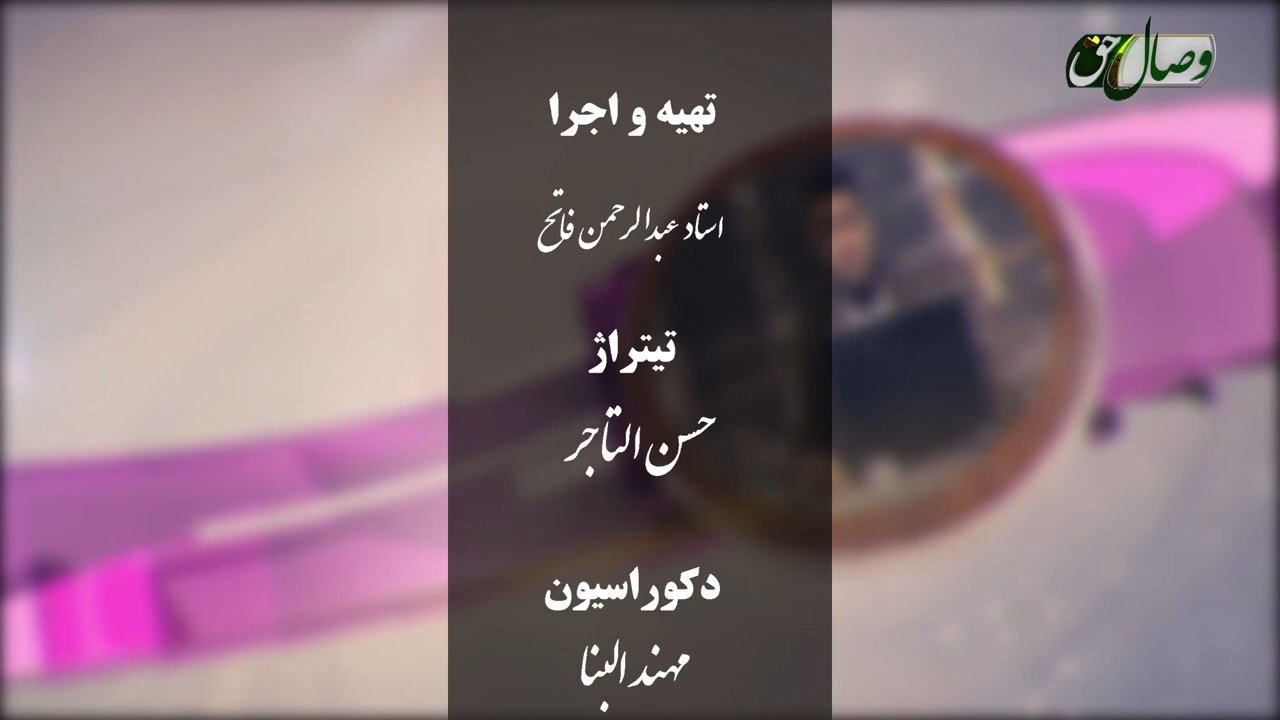 وصال حق
تهیه و اجرا
استاد عبدالرحمن فاتح
تیتراژ
حسن التاجر
دکوراسیون
مهند البنا